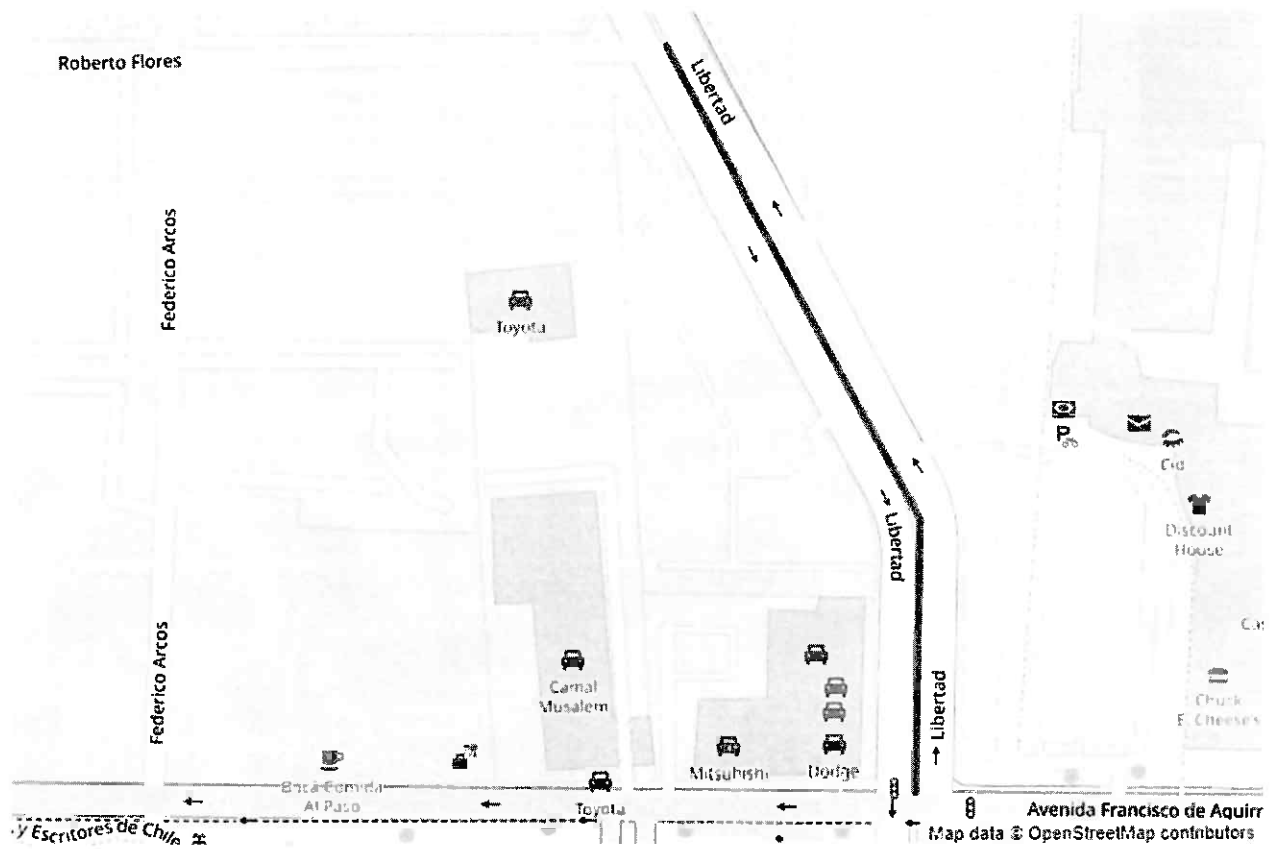 Roberto Flores
Libertad
Federico Arcos
Toyota
Cid
Libertad
Discount
House
Federico Arcos
Camal
Musalem
Libertad
Chuck
E. Cheese's
Mitsubishi
Dodge
Al Paso
Toyota
Avenida Francisco de Aguirr
y Escritores de Chile
Map data © OpenStreetMap contributors
P